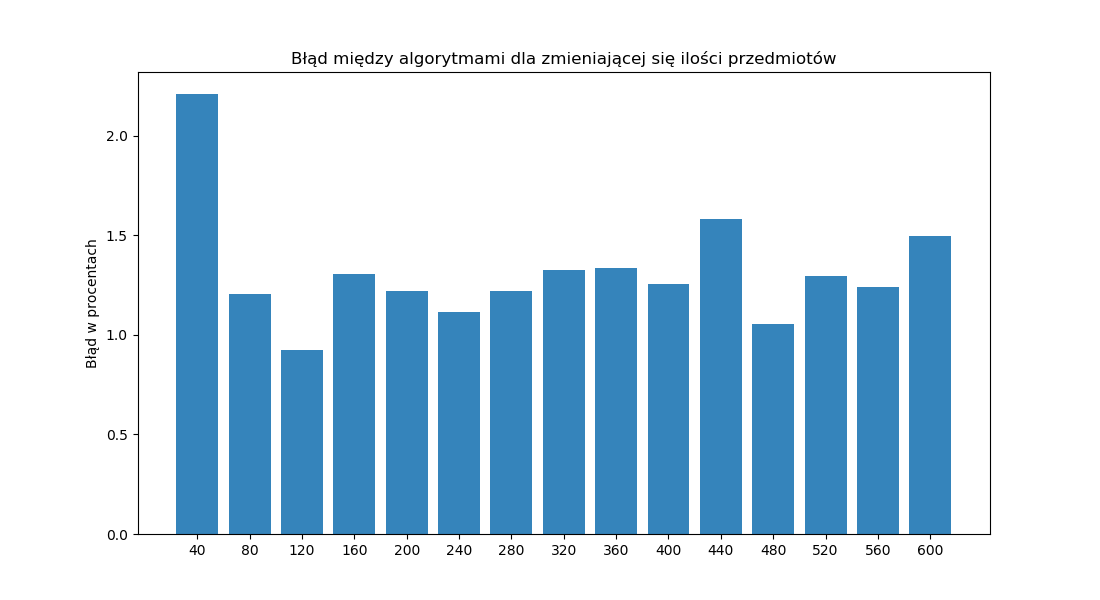 Błąd między algorytmami dla zmieniającej się ilości przedmiotów
Błąd w procentach
2.0
1.5
1.0
0.5
0.0
40 80 120 160 200 240 280 320 360 400 440 480 520 560 600